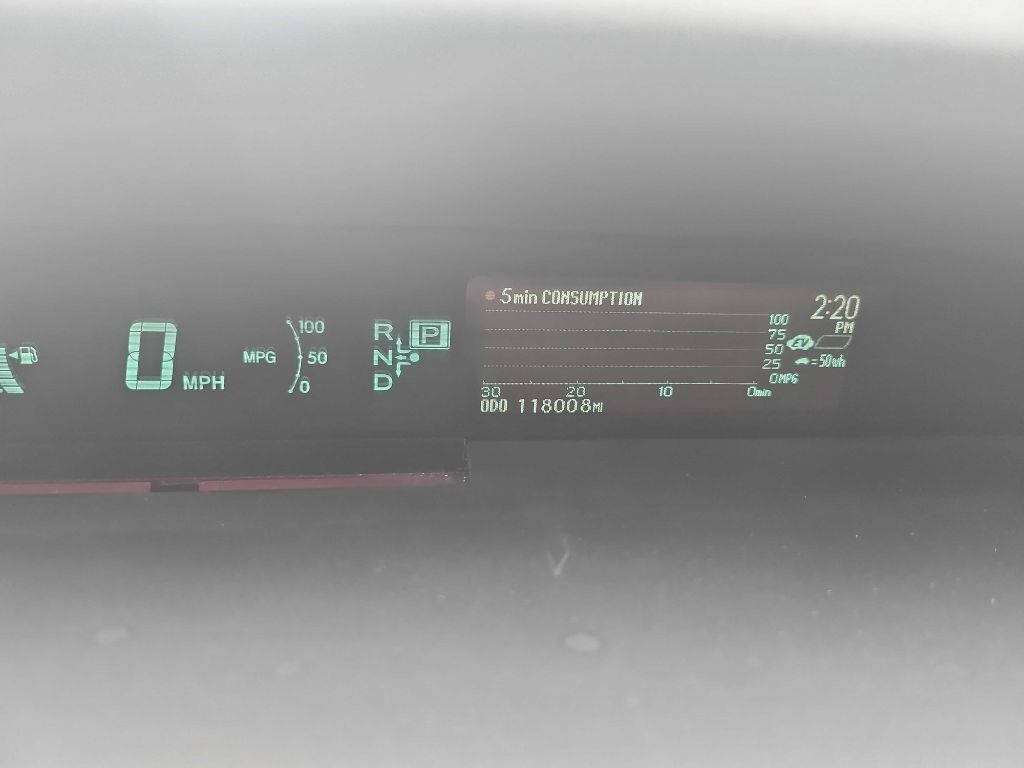 0 MPH
MPG
100
50
0
R
N
D
P
5min CONSUMPTION
2:20
PM
100
75
50
25
0MPG
EV
=50wh
30 20 10 0min
ODO 118008MI